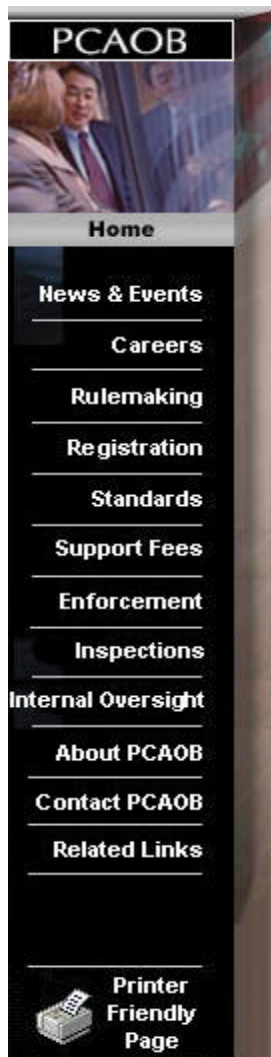 PCAOB
Home
News & Events
Careers
Rulemaking
Registration
Standards
Support Fees
Enforcement
Inspections
Internal Oversight
About PCAOB
Contact PCAOB
Related Links
Printer
Friendly
Page